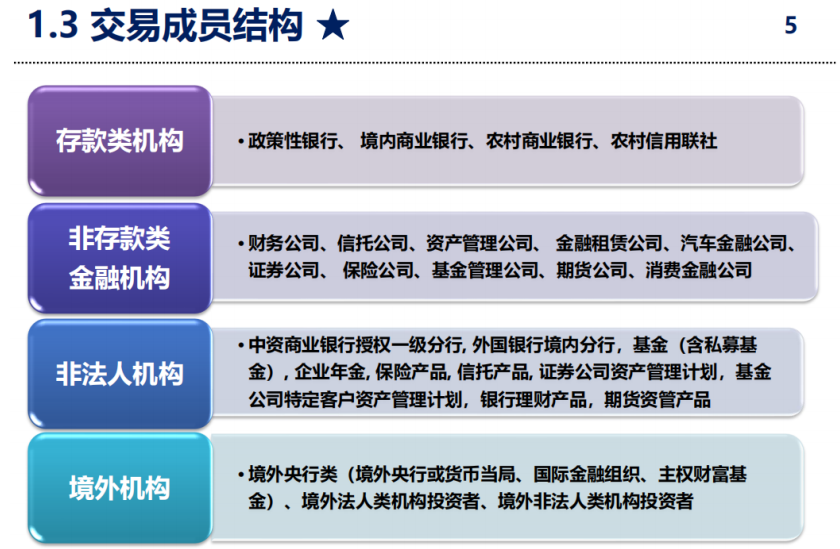 1.3 交易成员结构 ★
5
存款类机构
•政策性银行、 境内商业银行、农村商业银行、农村信用联社
非存款类
金融机构
•财务公司、信托公司、资产管理公司、 金融租赁公司、汽车金融公司、
证券公司、 保险公司、基金管理公司、期货公司、消费金融公司
非法人机构
•中资商业银行授权一级分行, 外国银行境内分行，基金（含私募基
金）, 企业年金, 保险产品, 信托产品, 证券公司资产管理计划，基金
公司特定客户资产管理计划，银行理财产品，期货资管产品
境外机构
•境外央行类（境外央行或货币当局、国际金融组织、主权财富基
金）、境外法人类机构投资者、境外非法人类机构投资者